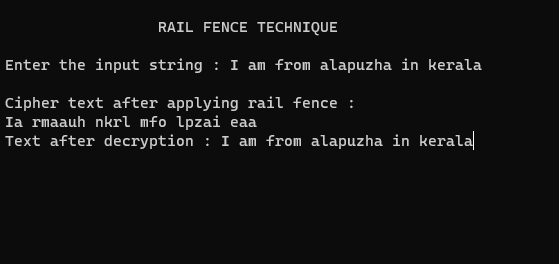 RAIL FENCE TECHNIQUE
Enter the input string : I am from alapuzha in kerala
Cipher text after applying rail fence :
Ia rmaauh nkrl mfo lpzai eaa
Text after decryption : I am from alapuzha in kerala